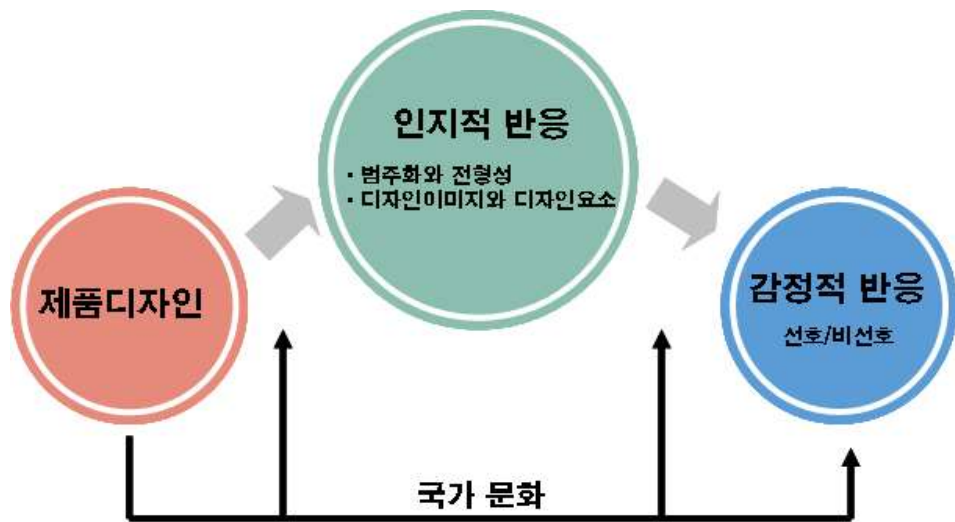 인지적 반응
· 범주화와 전형성
· 디자인이미지와 디자인요소
제품디자인
감정적 반응
선호/비선호
국가 문화